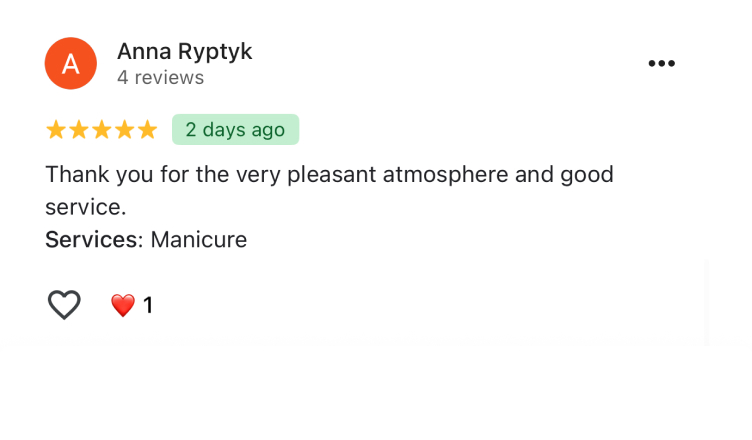 A
Anna Ryptyk
4 reviews
2 days ago
Thank you for the very pleasant atmosphere and good
service.
Services: Manicure
❤️ 1